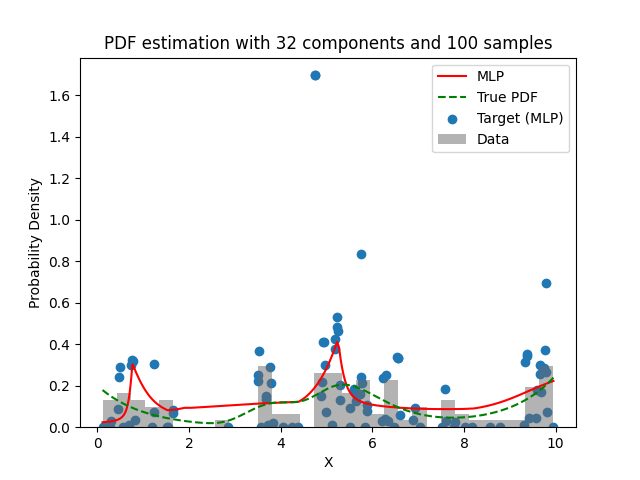 PDF estimation with 32 components and 100 samples
MLP
True PDF
Target (MLP)
Data
Probability Density
1.6
1.4
1.2
1.0
0.8
0.6
0.4
0.2
0.0
0
2
4
6
8
10
X